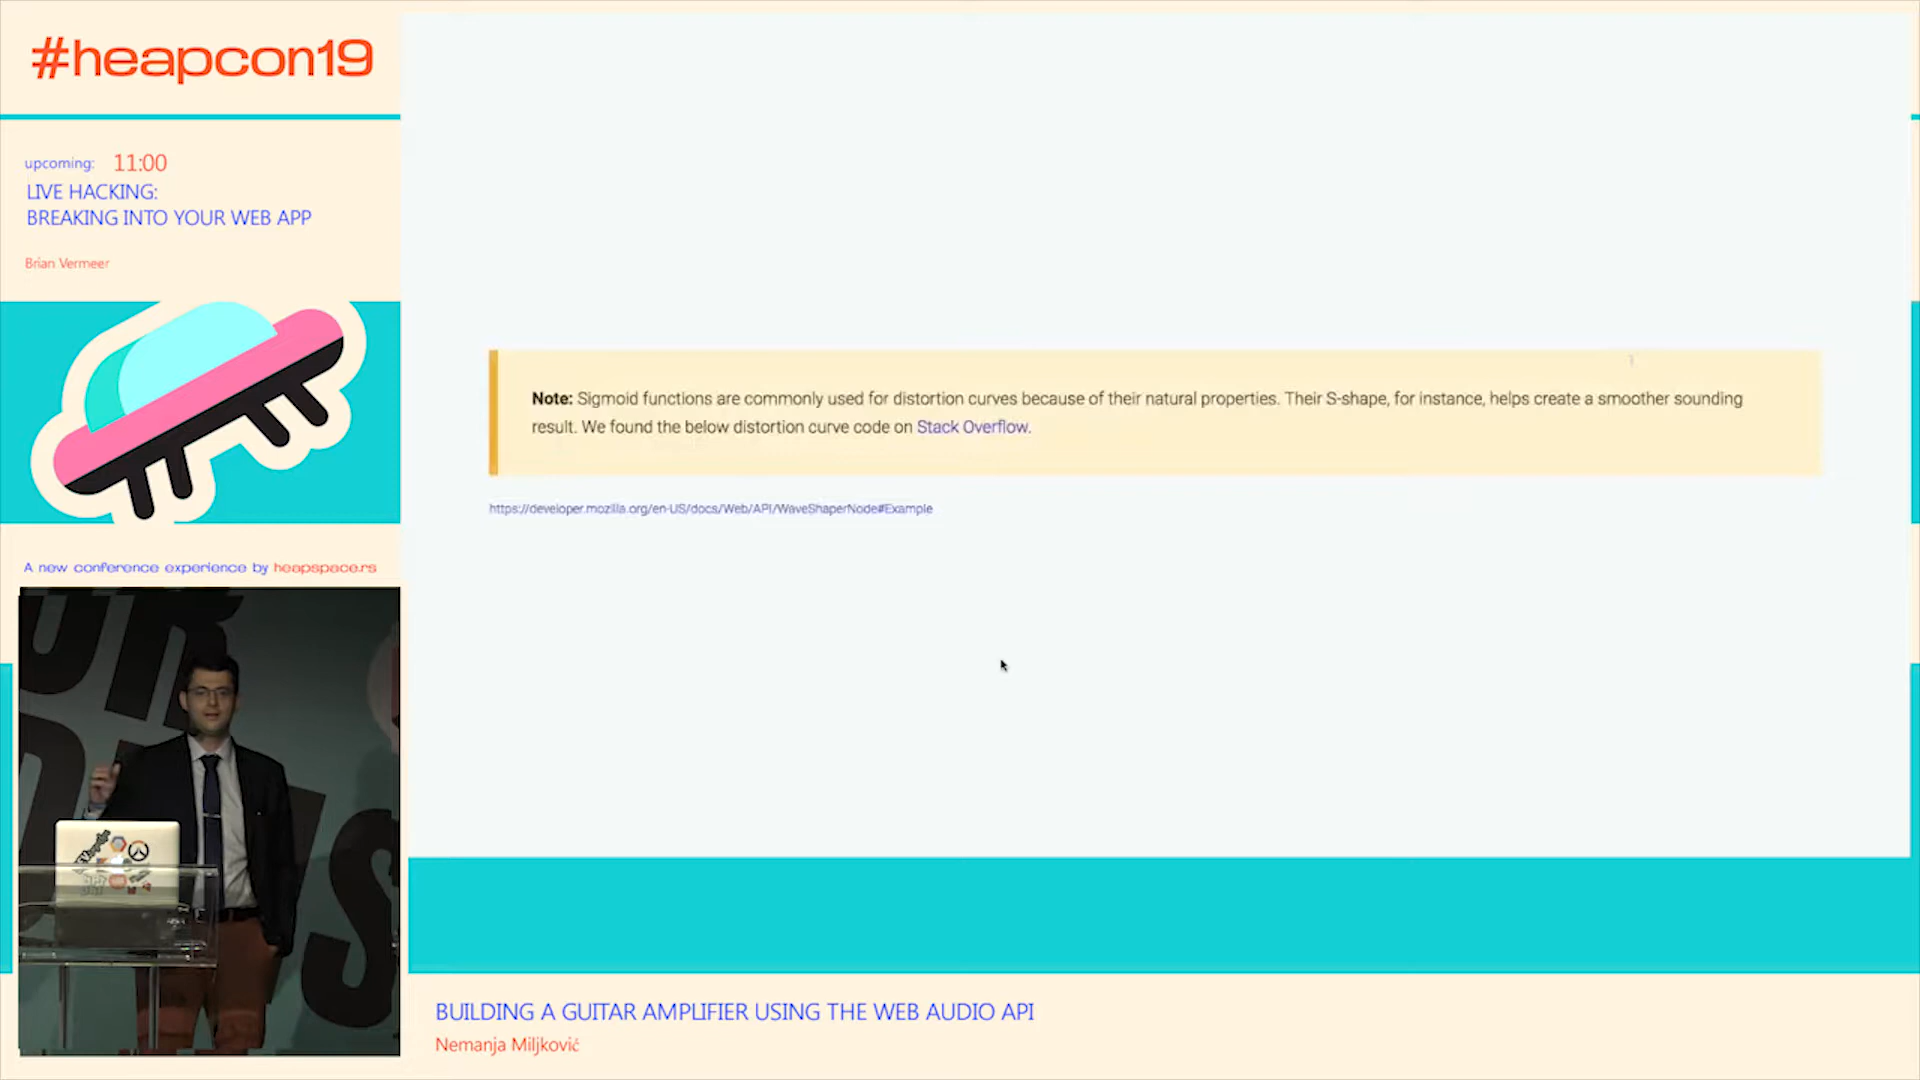 #heapcon19
upcoming: 11:00
LIVE HACKING:
BREAKING INTO YOUR WEB APP
Brian Vermeer
A new conference experience by heapspace.rs
Note: Sigmoid functions are commonly used for distortion curves because of their natural properties. Their S-shape, for instance, helps create a smoother sounding
result. We found the below distortion curve code on Stack Overflow.
https://developer.mozilla.org/en-US/docs/Web/API/WaveShaperNode#Example
BUILDING A GUITAR AMPLIFIER USING THE WEB AUDIO API
Nemanja Miljković